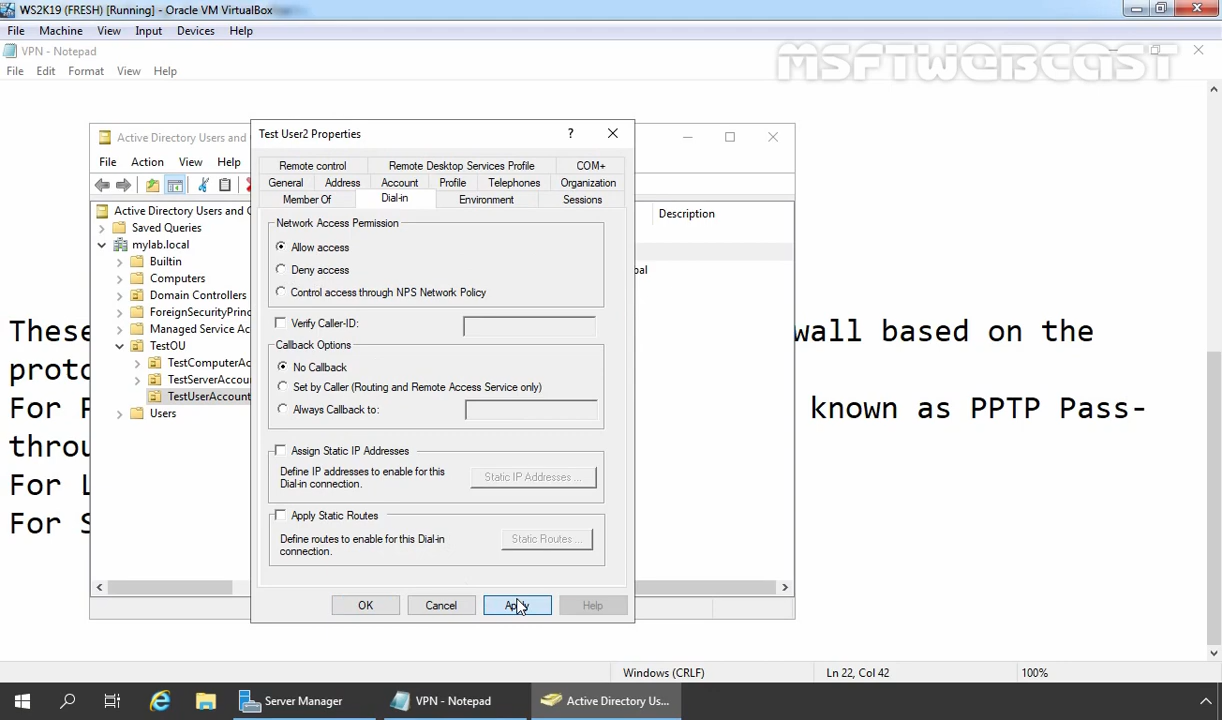 WS2K19 (FRESH) [Running] - Oracle VM VirtualBox
File Machine View Input Devices Help
VPN - Notepad
MSFTWEBCAST
File Edit Format View Help
Active Directory Users and
File Action View Help
Active Directory Users and C
Saved Queries
mylab.local
Builtin
Computers
Domain Controllers
ForeignSecurityPrinc
Managed Service Ac
TestOU
TestComputerAc
TestServerAccou
TestUserAccount
Users
Description
Test User2 Properties
Remote control Remote Desktop Services Profile COM+
General Address Account Profile Telephones Organization
Member Of Dial-in Environment Sessions
Network Access Permission
Allow access
Deny access
Control access through NPS Network Policy
Verify Caller-ID:
Callback Options
No Callback
Set by Caller (Routing and Remote Access Service only)
Always Callback to:
Assign Static IP Addresses
Define IP addresses to enable for this
Dial-in connection.
Static IP Addresses ...
Apply Static Routes
Define routes to enable for this Dial-in
connection.
Static Routes ...
OK Cancel Apply Help
These wall based on the
proto
For P known as PPTP Pass-
throu
For L
For S
Windows (CRLF) Ln 22, Col 42 100%
Server Manager VPN - Notepad Active Directory Us...